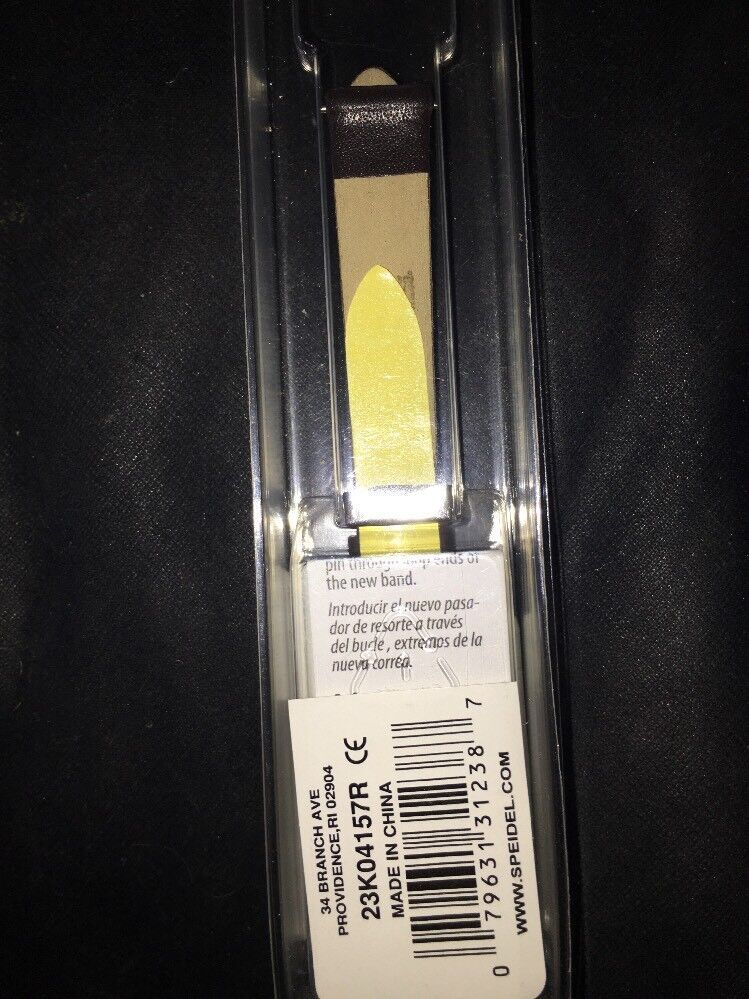 pin through ends of
the new band.
Introducir el nuevo pasa-
dor de resorte a través
del bucle , extremos de la
nueva correa.
34 BRANCH AVE
PROVIDENCE,RI 02904
23K04157R CE
MADE IN CHINA
0 79631 31238 7
WWW.SPEIDEL.COM